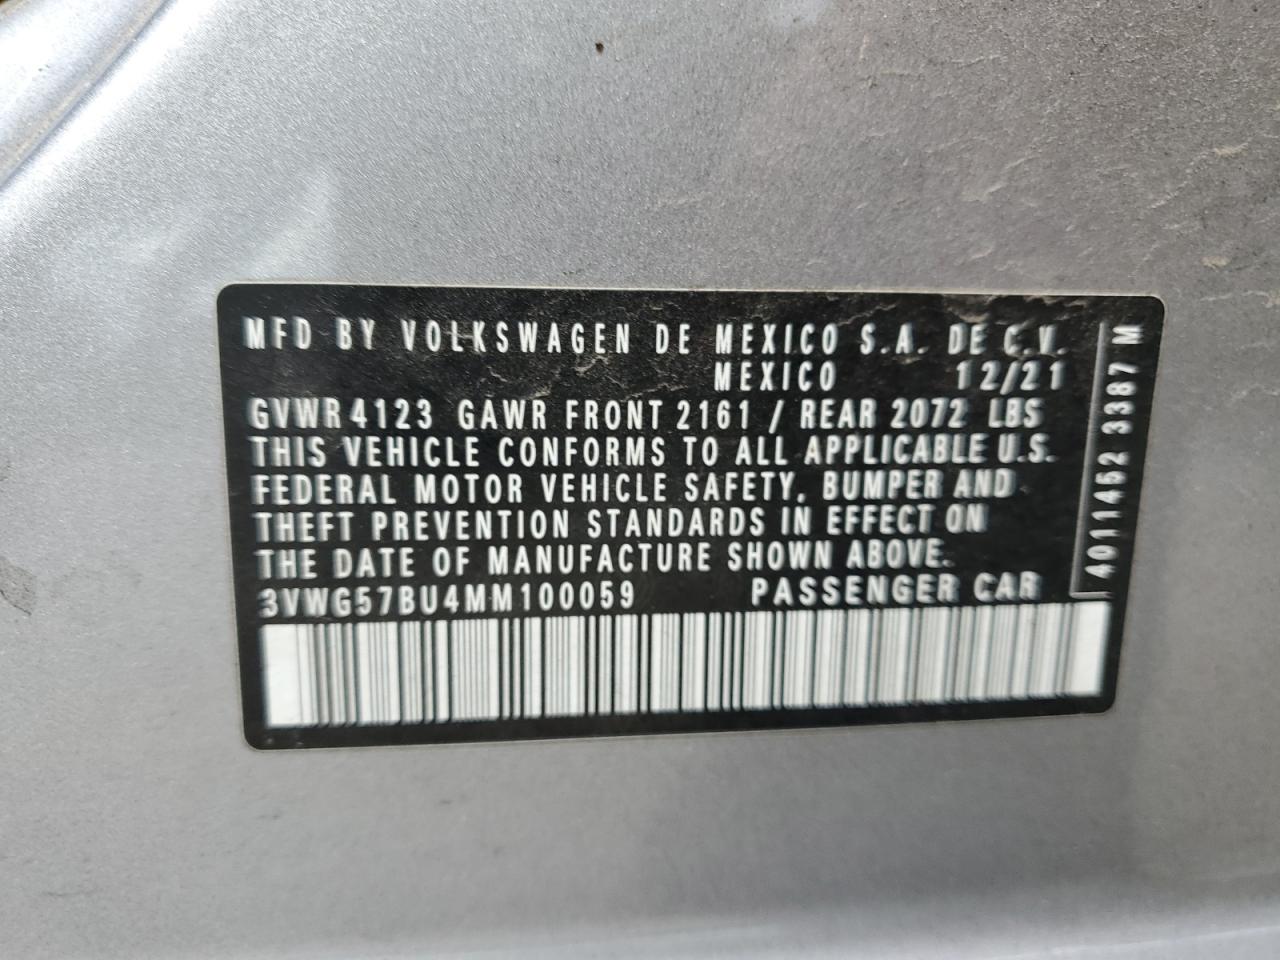 MFD BY VOLKSWAGEN DE MEXICO S.A. DE C.V.
MEXICO 12/21
GVWR 4123 GAWR FRONT 2161 / REAR 2072 LBS
THIS VEHICLE CONFORMS TO ALL APPLICABLE U.S.
FEDERAL MOTOR VEHICLE SAFETY, BUMPER AND
THEFT PREVENTION STANDARDS IN EFFECT ON
THE DATE OF MANUFACTURE SHOWN ABOVE.
3VWG57BU4MM100059 PASSENGER CAR
4011452 3387 M